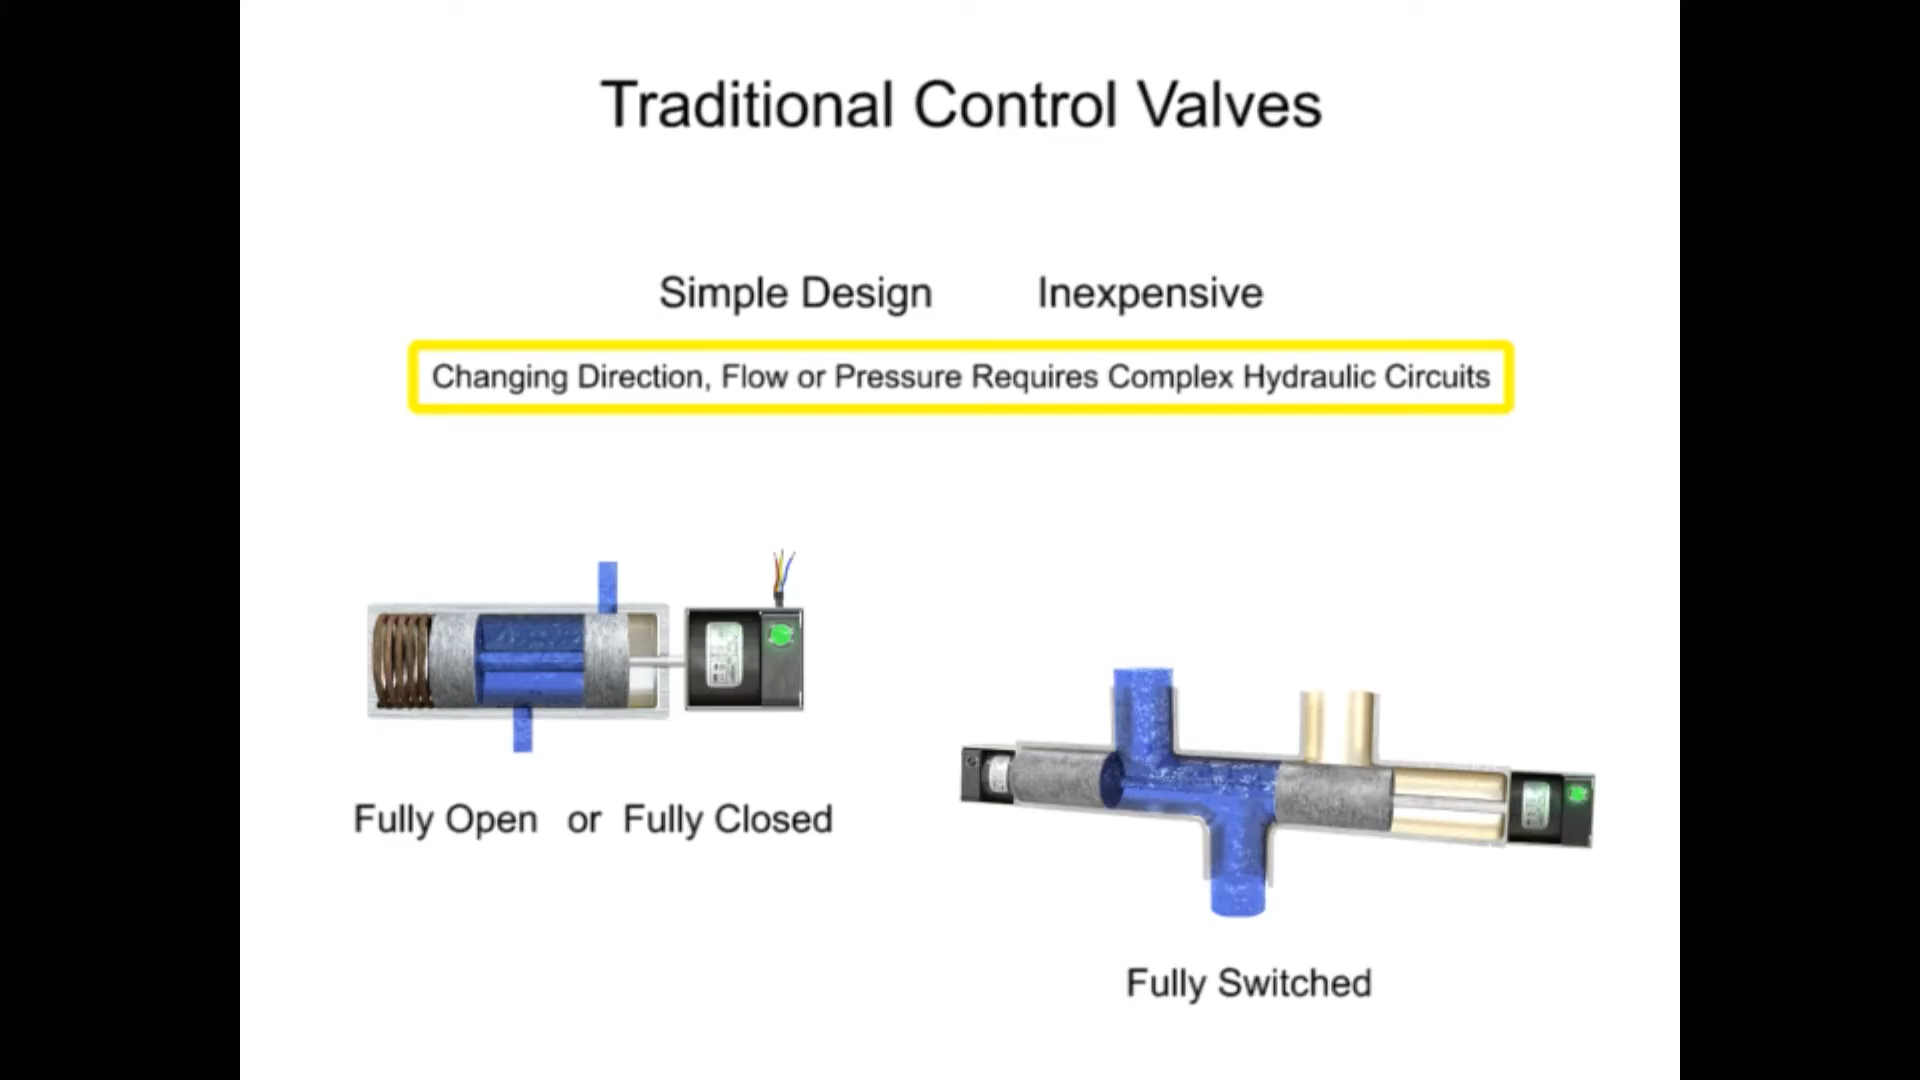 Traditional Control Valves
Simple Design Inexpensive
Changing Direction, Flow or Pressure Requires Complex Hydraulic Circuits
Fully Open or Fully Closed
Fully Switched